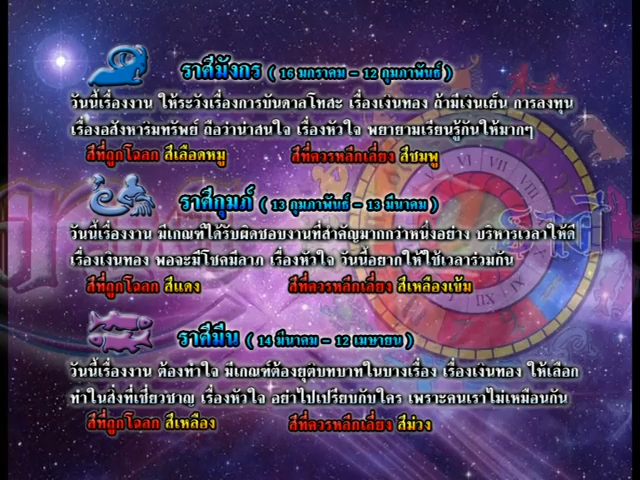 ราศีมังกร ( 16 มกราคม - 12 กุมภาพันธ์ )
วันนี้เรื่องงาน ให้ระวังเรื่องการบันดาลโทสะ เรื่องเงินทอง ถ้ามีเงินเย็น การลงทุน
เรื่องอสังหาริมทรัพย์ ถือว่าน่าสนใจ เรื่องหัวใจ พยายามเรียนรู้กันให้มากๆ
สีที่ถูกโฉลก สีเลือดหมู สีที่ควรหลีกเลี่ยง สีชมพู
ราศีกุมภ์ ( 13 กุมภาพันธ์ - 13 มีนาคม )
วันนี้เรื่องงาน มีเกณฑ์ได้รับผิดชอบงานที่สำคัญมากกว่าหนึ่งอย่าง บริหารเวลาให้ดี
เรื่องเงินทอง พอจะมีโชคมีลาภ เรื่องหัวใจ วันนี้อยากให้ใช้เวลาร่วมกัน
สีที่ถูกโฉลก สีแดง สีที่ควรหลีกเลี่ยง สีเหลืองเข้ม
ราศีมีน ( 14 มีนาคม - 12 เมษายน )
วันนี้เรื่องงาน ต้องทำใจ มีเกณฑ์ต้องยุติบทบาทในบางเรื่อง เรื่องเงินทอง ให้เลือก
ทำในสิ่งที่เชี่ยวชาญ เรื่องหัวใจ อย่าไปเปรียบกับใคร เพราะคนเราไม่เหมือนกัน
สีที่ถูกโฉลก สีเหลือง สีที่ควรหลีกเลี่ยง สีม่วง